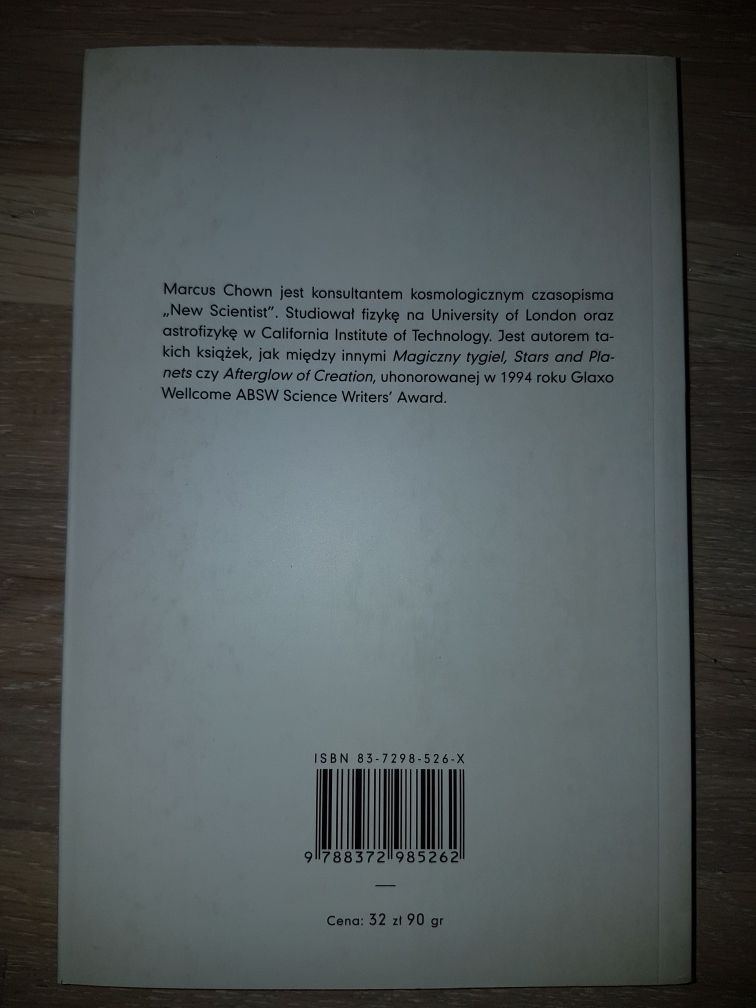 Marcus Chown jest konsultantem kosmologicznym czasopisma
„New Scientist”. Studiował fizykę na University of London oraz
astrofizykę w California Institute of Technology. Jest autorem ta-
kich książek, jak między innymi Magiczny tygiel, Stars and Pla-
nets czy Afterglow of Creation, uhonorowanej w 1994 roku Glaxo
Wellcome ABSW Science Writers’ Award.
ISBN 83-7298-526-X
9 788372 985262
Cena: 32 zł 90 gr